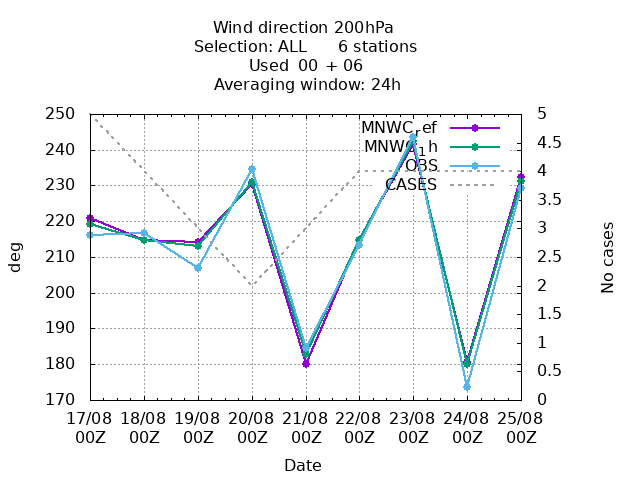 Wind direction 200hPa
Selection: ALL 6 stations
Used 00 + 06
Averaging window: 24h
250 240 230 220 210 200 190 180 170
deg
5 4.5 4 3.5 3 2.5 2 1.5 1 0.5 0
No cases
MNWC_ref
MNWC_1h
OBS
CASES
17/08 18/08 19/08 20/08 21/08 22/08 23/08 24/08 25/08
00Z 00Z 00Z 00Z 00Z 00Z 00Z 00Z 00Z
Date